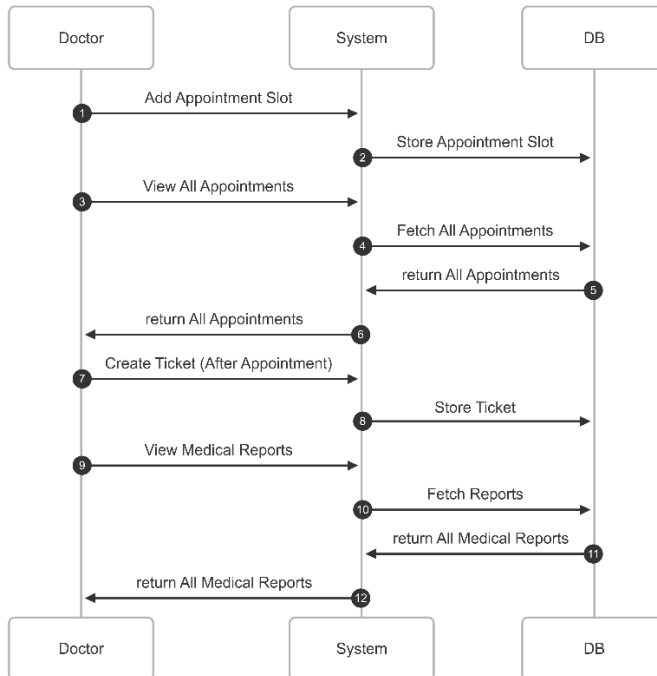 Doctor
System
DB
Add Appointment Slot
1
Store Appointment Slot
2
View All Appointments
3
Fetch All Appointments
4
return All Appointments
5
return All Appointments
6
Create Ticket (After Appointment)
7
Store Ticket
8
View Medical Reports
9
Fetch Reports
10
return All Medical Reports
11
return All Medical Reports
12
Doctor
System
DB